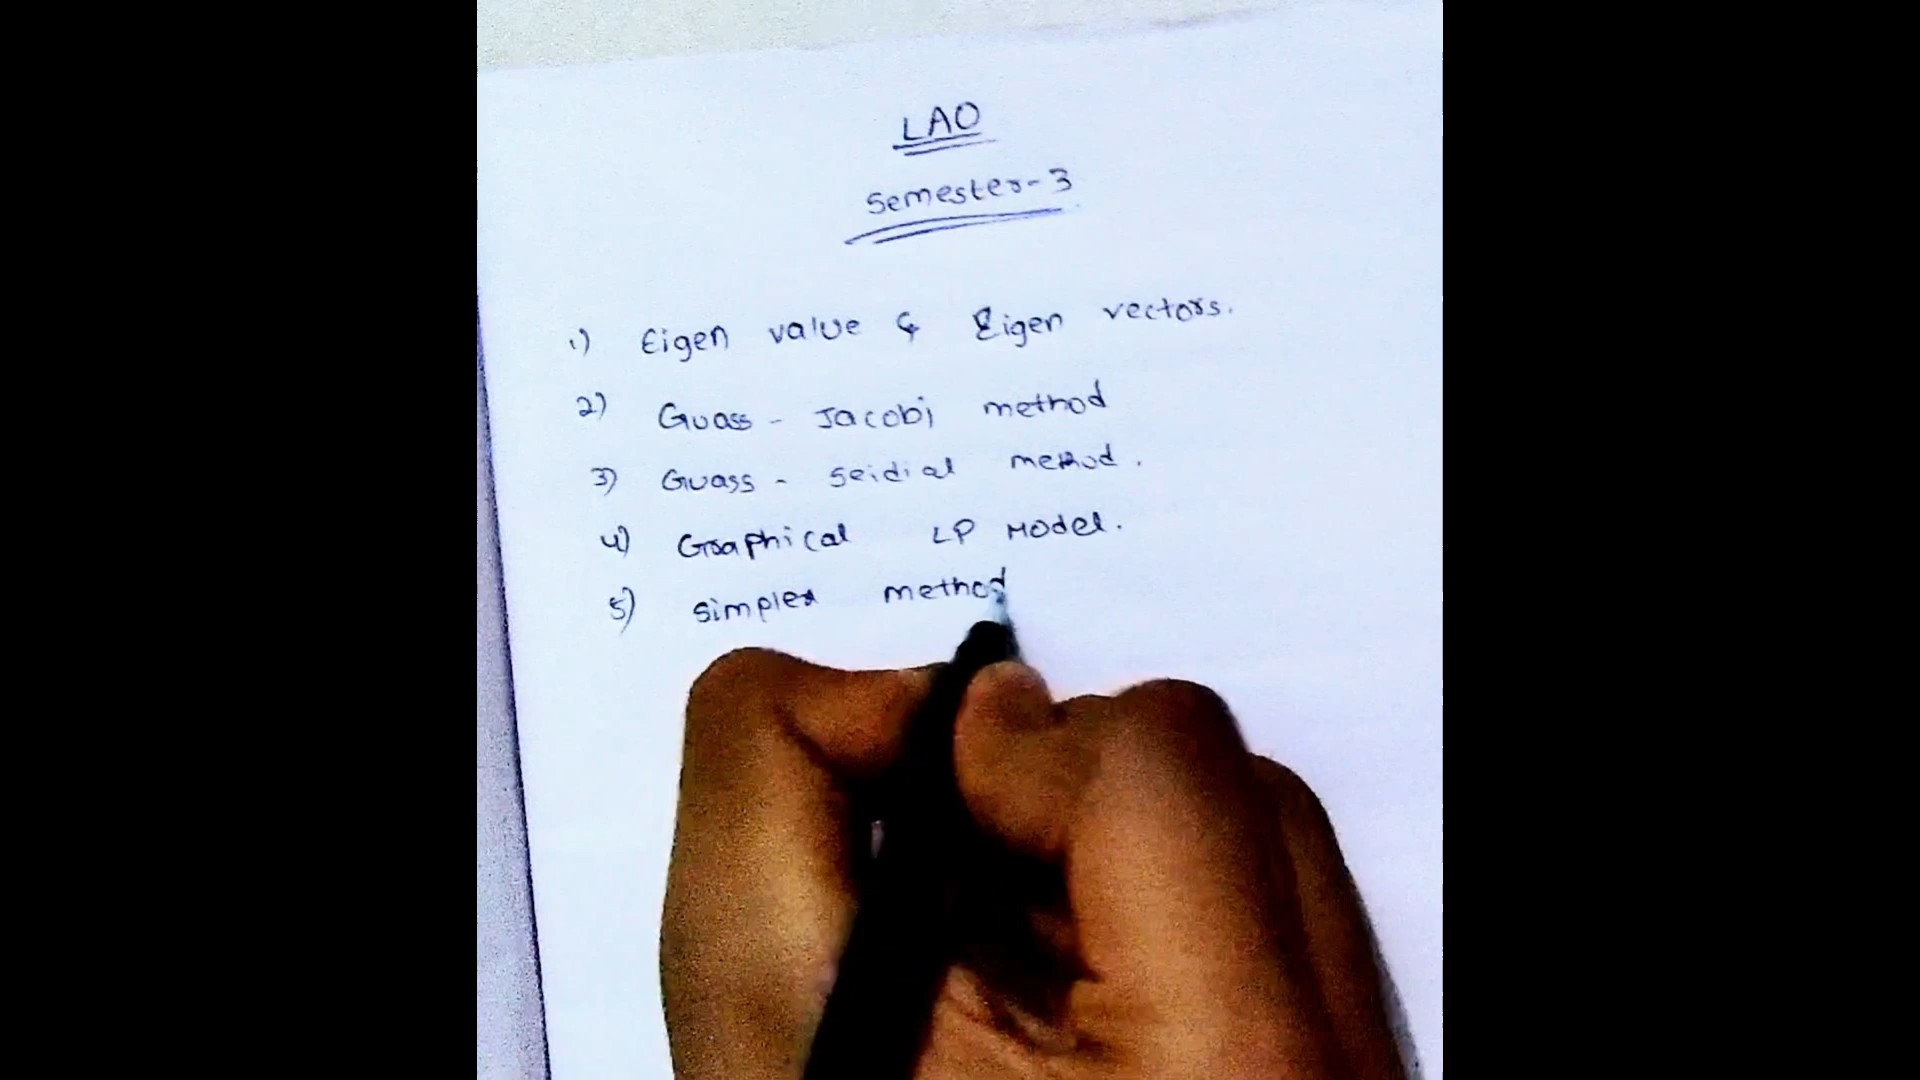 LAO
Semester-3
1) Eigen value & Eigen vectors.
2) Guass - Jacobi method
3) Guass - seidial method.
4) Graphical LP Model.
5) simplex method